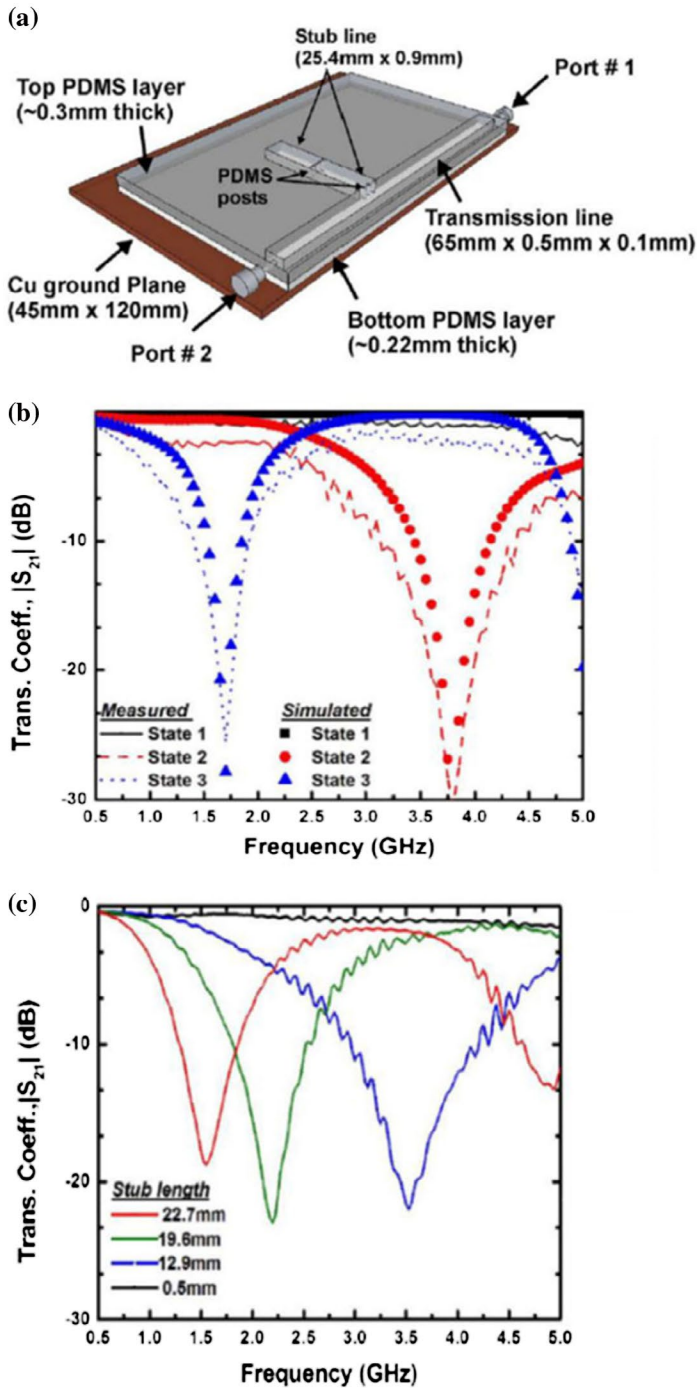 (a)
Stub line
(25.4mm x 0.9mm)
Port # 1
Top PDMS layer
(~0.3mm thick)
PDMS
posts
Transmission line
(65mm x 0.5mm x 0.1mm)
Cu ground Plane
(45mm x 120mm)
Bottom PDMS layer
(~0.22mm thick)
Port # 2
(b)
Trans. Coeff., |S21| (dB)
-10
-20
-30
Measured
State 1
State 2
State 3
Simulated
State 1
State 2
State 3
0.5 1.0 1.5 2.0 2.5 3.0 3.5 4.0 4.5 5.0
Frequency (GHz)
(c)
Trans. Coeff.,|S21| (dB)
0
-10
-20
-30
Stub length
22.7mm
19.6mm
12.9mm
0.5mm
0.5 1.0 1.5 2.0 2.5 3.0 3.5 4.0 4.5 5.0
Frequency (GHz)